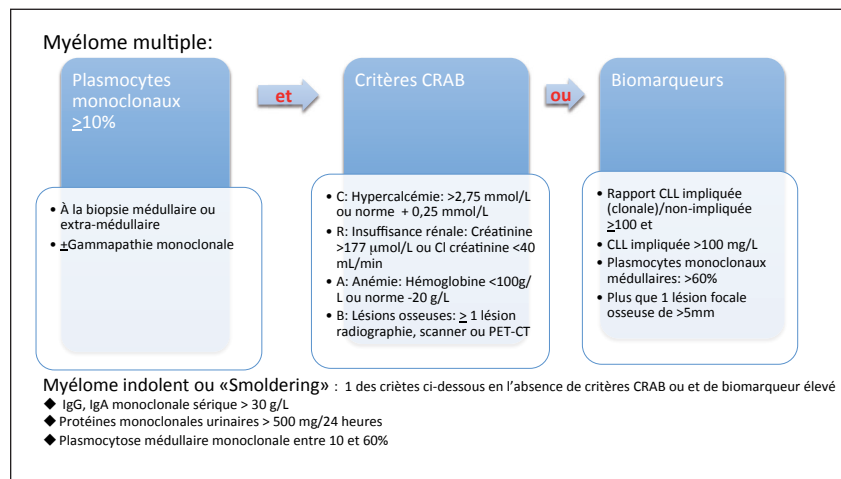 Myélome multiple:
Plasmocytes
monoclonaux
≥10%
et
Critères CRAB
ou
Biomarqueurs
• À la biopsie médullaire ou
extra-médullaire
• ±Gammapathie monoclonale
• C: Hypercalcémie: >2,75 mmol/L
ou norme + 0,25 mmol/L
• R: Insuffisance rénale: Créatinine
>177 μmol/L ou Cl créatinine <40
mL/min
• A: Anémie: Hémoglobine <100g/
L ou norme -20 g/L
• B: Lésions osseuses: ≥ 1 lésion
radiographie, scanner ou PET-CT
• Rapport CLL impliquée
(clonale)/non-impliquée
≥100 et
• CLL impliquée >100 mg/L
• Plasmocytes monoclonaux
médullaires: >60%
• Plus que 1 lésion focale
osseuse de >5mm
Myélome indolent ou «Smoldering» : 1 des criètes ci-dessous en l'absence de critères CRAB ou et de biomarqueur élevé
◆ IgG, IgA monoclonale sérique > 30 g/L
◆ Protéines monoclonales urinaires > 500 mg/24 heures
◆ Plasmocytose médullaire monoclonale entre 10 et 60%